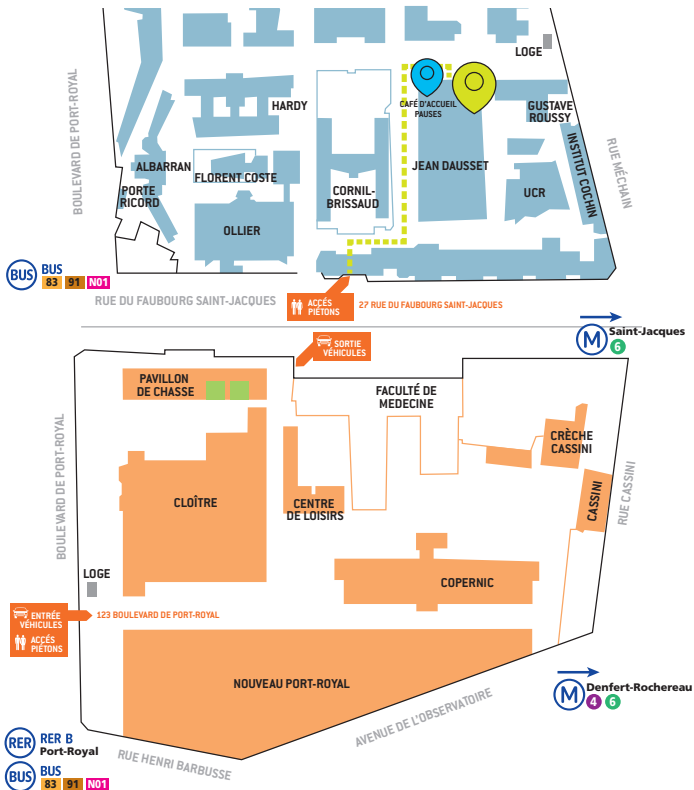 LOGE
CAFÉ D'ACCUEIL
PAUSES
HARDY
GUSTAVE
ROUSSY
BOULEVARD DE PORT-ROYAL
INSTITUT COCHIN
RUE MÉCHAIN
ALBARRAN
FLORENT COSTE
JEAN DAUSSET
PORTE
RICORD
CORNIL-
BRISSAUD
UCR
OLLIER
BUS
BUS
83 91 N01
RUE DU FAUBOURG SAINT-JACQUES
ACCÉS
PIÉTONS
27 RUE DU FAUBOURG SAINT-JACQUES
M
Saint-Jacques
6
SORTIE
VÉHICULES
PAVILLON
DE CHASSE
FACULTÉ DE
MEDECINE
CRÈCHE
CASSINI
BOULEVARD DE PORT-ROYAL
CLOÎTRE
CENTRE
DE LOISIRS
CASSINI
RUE CASSINI
LOGE
COPERNIC
ENTRÉE
VÉHICULES
ACCÉS
PIÉTONS
123 BOULEVARD DE PORT-ROYAL
NOUVEAU PORT-ROYAL
M
Denfert-Rochereau
4 6
AVENUE DE L'OBSERVATOIRE
RUE HENRI BARBUSSE
RER
RER B
Port-Royal
BUS
BUS
83 91 N01